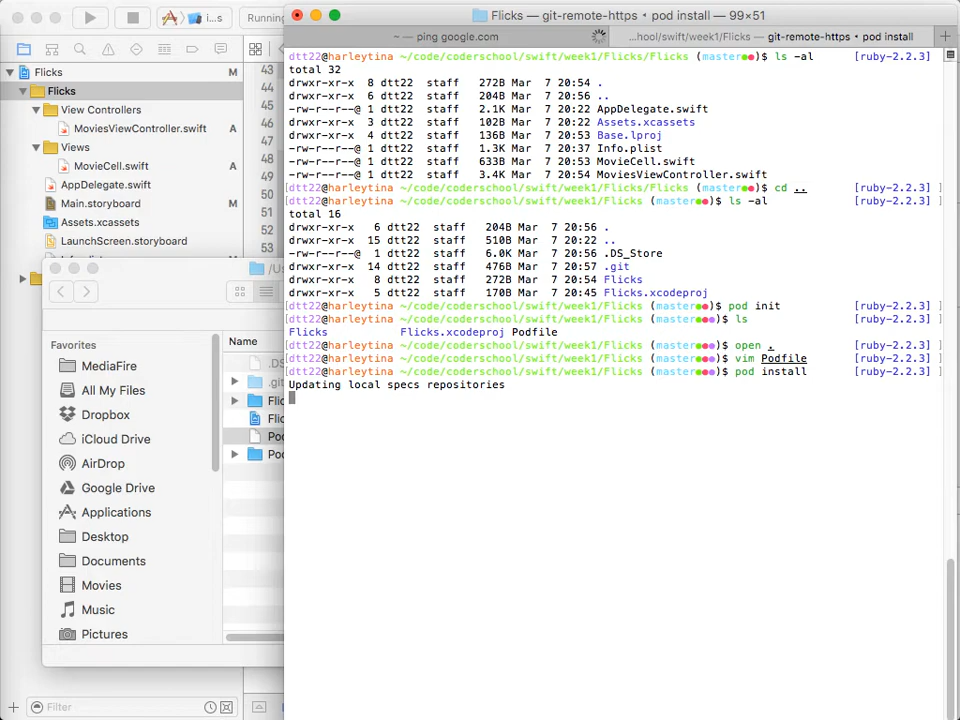 i...s
Running
Flicks M
Flicks
View Controllers
MoviesViewController.swift A
Views
MovieCell.swift A
AppDelegate.swift
Main.storyboard M
Assets.xcassets
LaunchScreen.storyboard
43
44
45
46
47
48
49
50
51
52
53
Favorites
MediaFire
All My Files
Dropbox
iCloud Drive
AirDrop
Google Drive
Applications
Desktop
Documents
Movies
Music
Pictures
Name
.DS
.git
Flic
Flic
Pod
Pod
Filter
Flicks — git-remote-https • pod install — 99×51
~ — ping google.com
...hool/swift/week1/Flicks — git-remote-https • pod install
dtt22@harleytina ~/code/coderschool/swift/week1/Flicks/Flicks (master●●) $ ls -al [ruby-2.2.3]
total 32
drwxr-xr-x 8 dtt22 staff 272B Mar 7 20:54 .
drwxr-xr-x 6 dtt22 staff 204B Mar 7 20:56 ..
-rw-r--r--@ 1 dtt22 staff 2.1K Mar 7 20:22 AppDelegate.swift
drwxr-xr-x 3 dtt22 staff 102B Mar 7 20:22 Assets.xcassets
drwxr-xr-x 4 dtt22 staff 136B Mar 7 20:53 Base.lproj
-rw-r--r--@ 1 dtt22 staff 1.3K Mar 7 20:37 Info.plist
-rw-r--r--@ 1 dtt22 staff 633B Mar 7 20:53 MovieCell.swift
-rw-r--r--@ 1 dtt22 staff 3.4K Mar 7 20:54 MoviesViewController.swift
[dtt22@harleytina ~/code/coderschool/swift/week1/Flicks/Flicks (master●●) $ cd .. [ruby-2.2.3] ]
[dtt22@harleytina ~/code/coderschool/swift/week1/Flicks (master●●) $ ls -al [ruby-2.2.3] ]
total 16
drwxr-xr-x 6 dtt22 staff 204B Mar 7 20:56 .
drwxr-xr-x 15 dtt22 staff 510B Mar 7 20:22 ..
-rw-r--r--@ 1 dtt22 staff 6.0K Mar 7 20:56 .DS_Store
drwxr-xr-x 14 dtt22 staff 476B Mar 7 20:57 .git
drwxr-xr-x 8 dtt22 staff 272B Mar 7 20:54 Flicks
drwxr-xr-x 5 dtt22 staff 170B Mar 7 20:45 Flicks.xcodeproj
[dtt22@harleytina ~/code/coderschool/swift/week1/Flicks (master●●) $ pod init [ruby-2.2.3] ]
[dtt22@harleytina ~/code/coderschool/swift/week1/Flicks (master●●●) $ ls [ruby-2.2.3] ]
Flicks Flicks.xcodeproj Podfile
[dtt22@harleytina ~/code/coderschool/swift/week1/Flicks (master●●●) $ open . [ruby-2.2.3] ]
[dtt22@harleytina ~/code/coderschool/swift/week1/Flicks (master●●●) $ vim Podfile [ruby-2.2.3] ]
[dtt22@harleytina ~/code/coderschool/swift/week1/Flicks (master●●●) $ pod install [ruby-2.2.3] ]
Updating local specs repositories